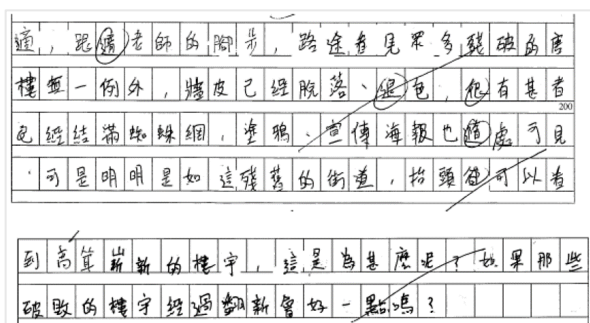 適，跟隨老師的腳步，路途看見眾多殘破的唐
樓無一例外，牆皮已經脫落、褪色，很有甚者
200
已經結滿蜘蛛網，塗鴉、宣傳海報也隨處可見
，可是明明是如這殘舊的街道，抬頭卻可以看
到高聳嶄新的樓宇，這是為甚麼呢？如果那些
破敗的樓宇經過翻新會好一點嗎？